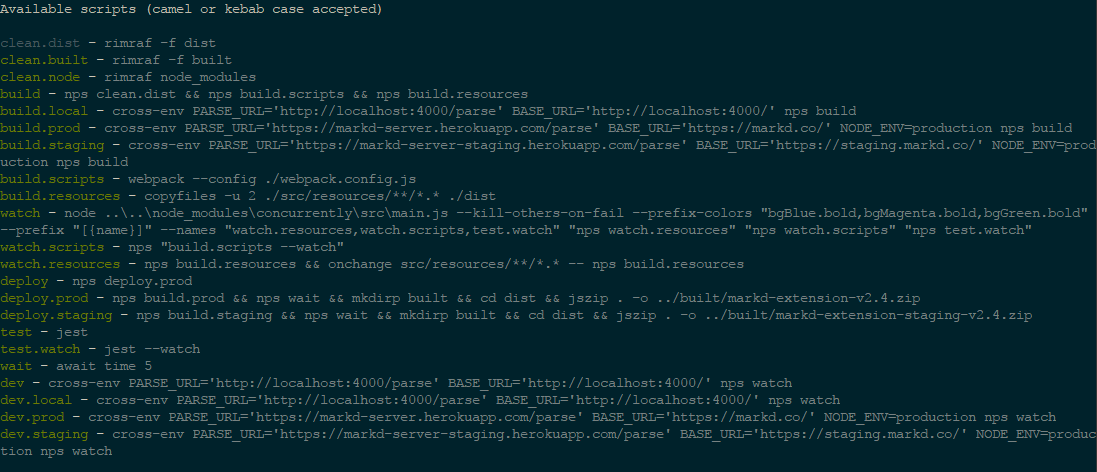 Available scripts (camel or kebab case accepted)
clean.dist - rimraf -f dist
clean.built - rimraf -f built
clean.node - rimraf node_modules
build - nps clean.dist && nps build.scripts && nps build.resources
build.local - cross-env PARSE_URL='http://localhost:4000/parse' BASE_URL='http://localhost:4000/' nps build
build.prod - cross-env PARSE_URL='https://markd-server.herokuapp.com/parse' BASE_URL='https://markd.co/' NODE_ENV=production nps build
build.staging - cross-env PARSE_URL='https://markd-server-staging.herokuapp.com/parse' BASE_URL='https://staging.markd.co/' NODE_ENV=prod
uction nps build
build.scripts - webpack --config ./webpack.config.js
build.resources - copyfiles -u 2 ./src/resources/**/*.* ./dist
watch - node ..\..\node_modules\concurrently\src\main.js --kill-others-on-fail --prefix-colors "bgBlue.bold,bgMagenta.bold,bgGreen.bold"
--prefix "[{name}]" --names "watch.resources,watch.scripts,test.watch" "nps watch.resources" "nps watch.scripts" "nps test.watch"
watch.scripts - nps "build.scripts --watch"
watch.resources - nps build.resources && onchange src/resources/**/*.* -- nps build.resources
deploy - nps deploy.prod
deploy.prod - nps build.prod && nps wait && mkdirp built && cd dist && jszip . -o ../built/markd-extension-v2.4.zip
deploy.staging - nps build.staging && nps wait && mkdirp built && cd dist && jszip . -o ../built/markd-extension-staging-v2.4.zip
test - jest
test.watch - jest --watch
wait - await time 5
dev - cross-env PARSE_URL='http://localhost:4000/parse' BASE_URL='http://localhost:4000/' nps watch
dev.local - cross-env PARSE_URL='http://localhost:4000/parse' BASE_URL='http://localhost:4000/' nps watch
dev.prod - cross-env PARSE_URL='https://markd-server.herokuapp.com/parse' BASE_URL='https://markd.co/' NODE_ENV=production nps watch
dev.staging - cross-env PARSE_URL='https://markd-server-staging.herokuapp.com/parse' BASE_URL='https://staging.markd.co/' NODE_ENV=produc
tion nps watch